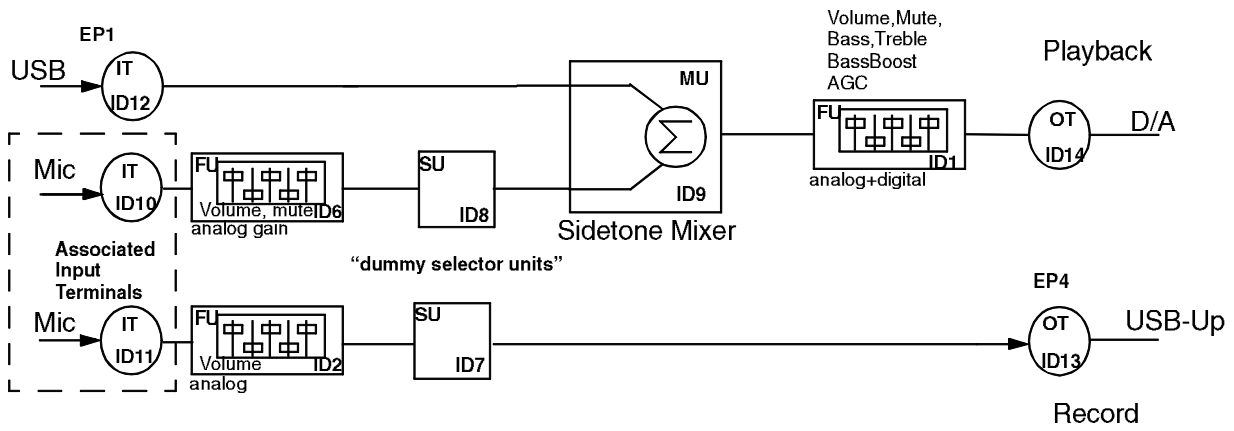 EP1
USB
IT
ID12
Mic
IT
ID10
FU
Volume, mute
ID6
analog gain
SU
ID8
MU
Σ
ID9
Sidetone Mixer
Volume,Mute,
Bass,Treble
BassBoost
AGC
FU
ID1
analog+digital
Playback
OT
ID14
D/A
Associated
Input
Terminals
“dummy selector units”
Mic
IT
ID11
FU
Volume
ID2
analog
SU
ID7
EP4
OT
ID13
USB-Up
Record